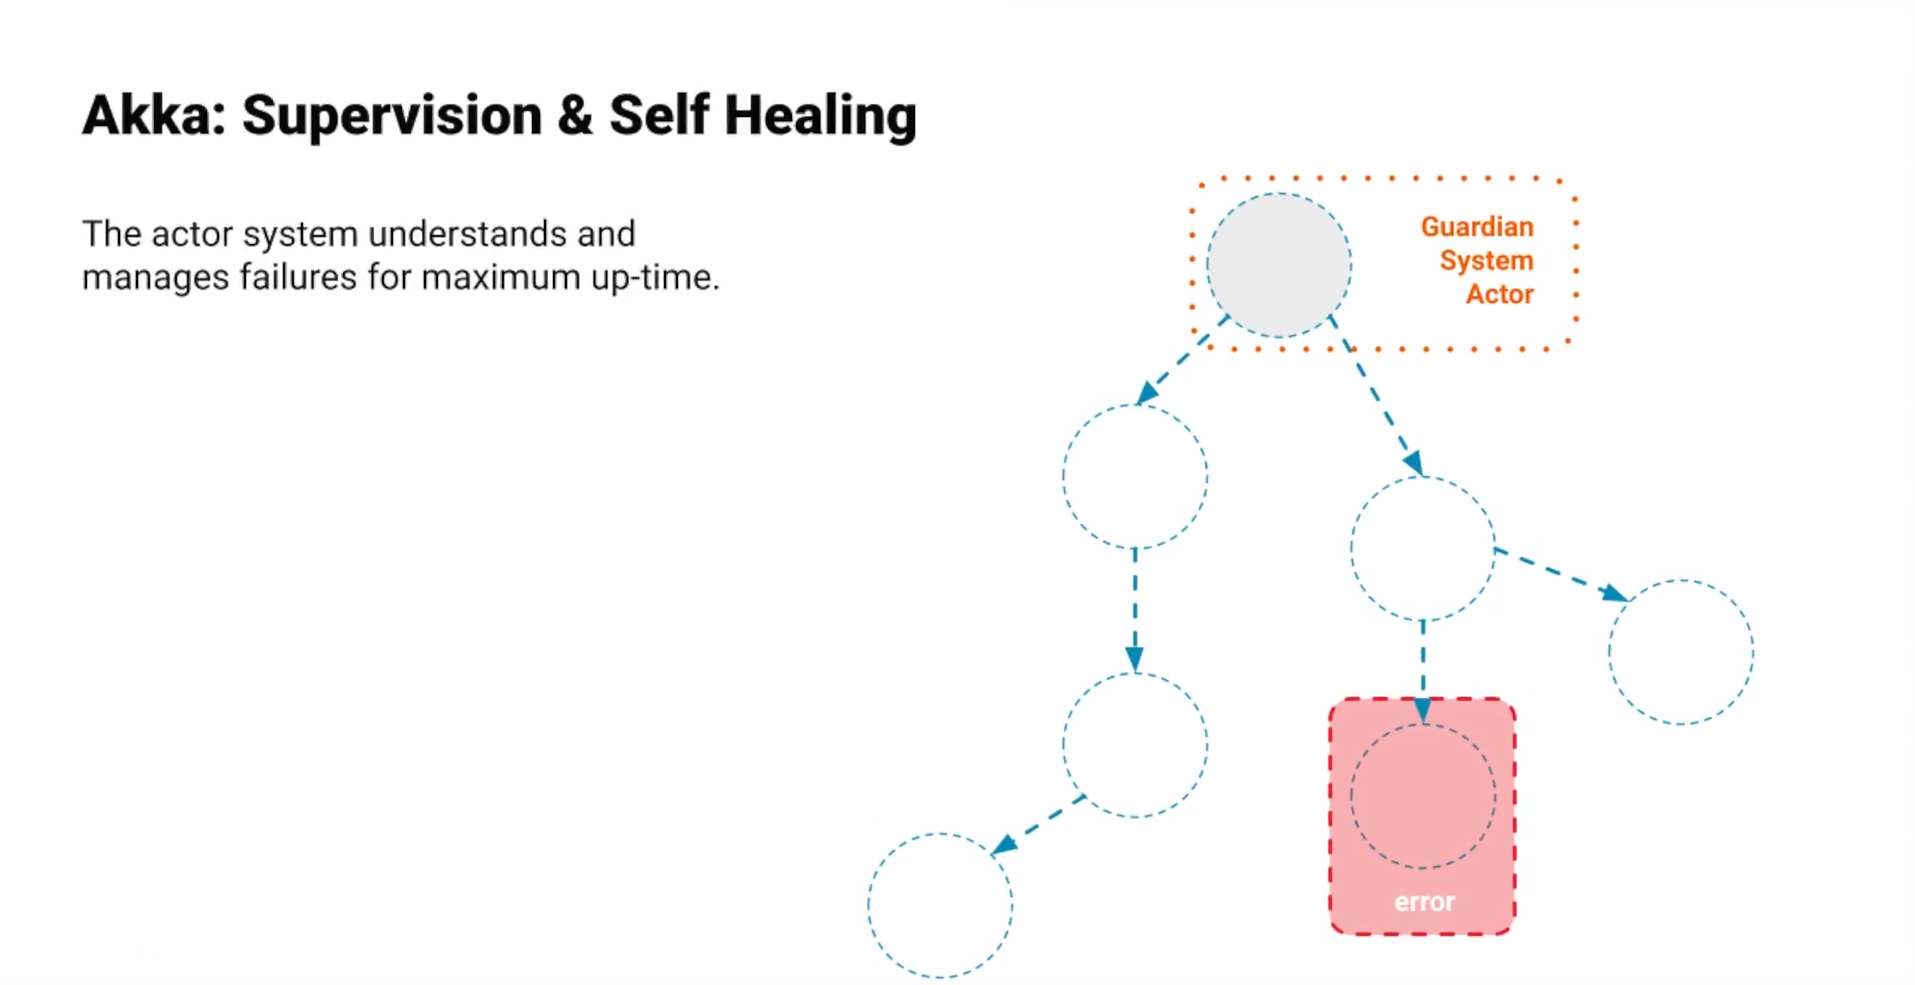 Akka: Supervision & Self Healing
The actor system understands and
manages failures for maximum up-time.
Guardian
System
Actor
error